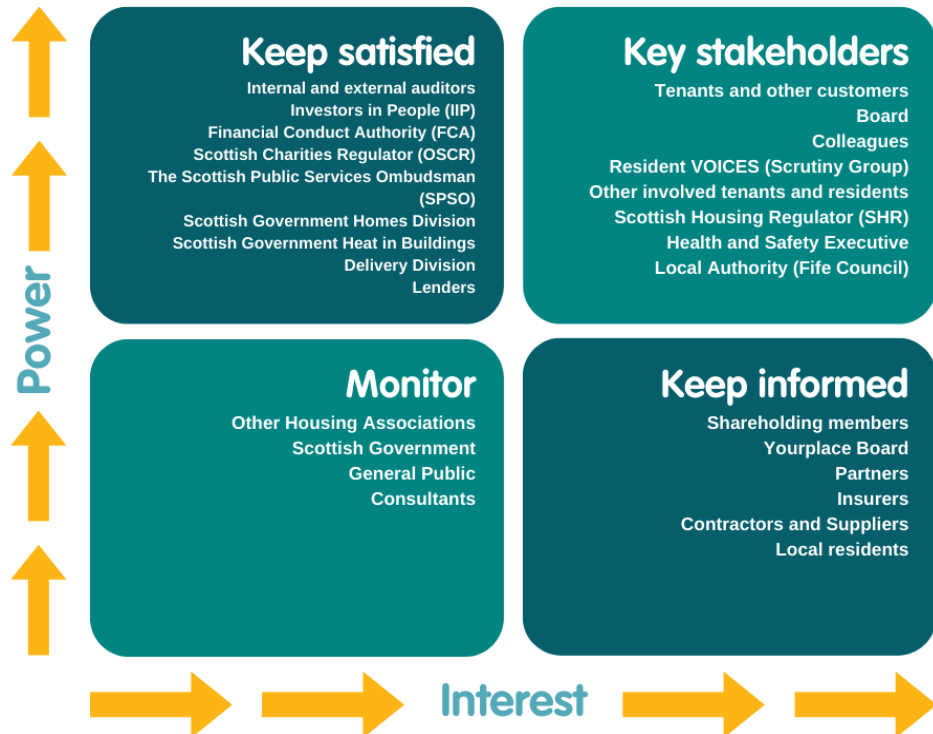 Keep satisfied
Internal and external auditors
Investors in People (IIP)
Financial Conduct Authority (FCA)
Scottish Charities Regulator (OSCR)
The Scottish Public Services Ombudsman
(SPSO)
Scottish Government Homes Division
Scottish Government Heat in Buildings
Delivery Division
Lenders
Key stakeholders
Tenants and other customers
Board
Colleagues
Resident VOICES (Scrutiny Group)
Other involved tenants and residents
Scottish Housing Regulator (SHR)
Health and Safety Executive
Local Authority (Fife Council)
Power
Monitor
Other Housing Associations
Scottish Government
General Public
Consultants
Keep informed
Shareholding members
Yourplace Board
Partners
Insurers
Contractors and Suppliers
Local residents
Interest